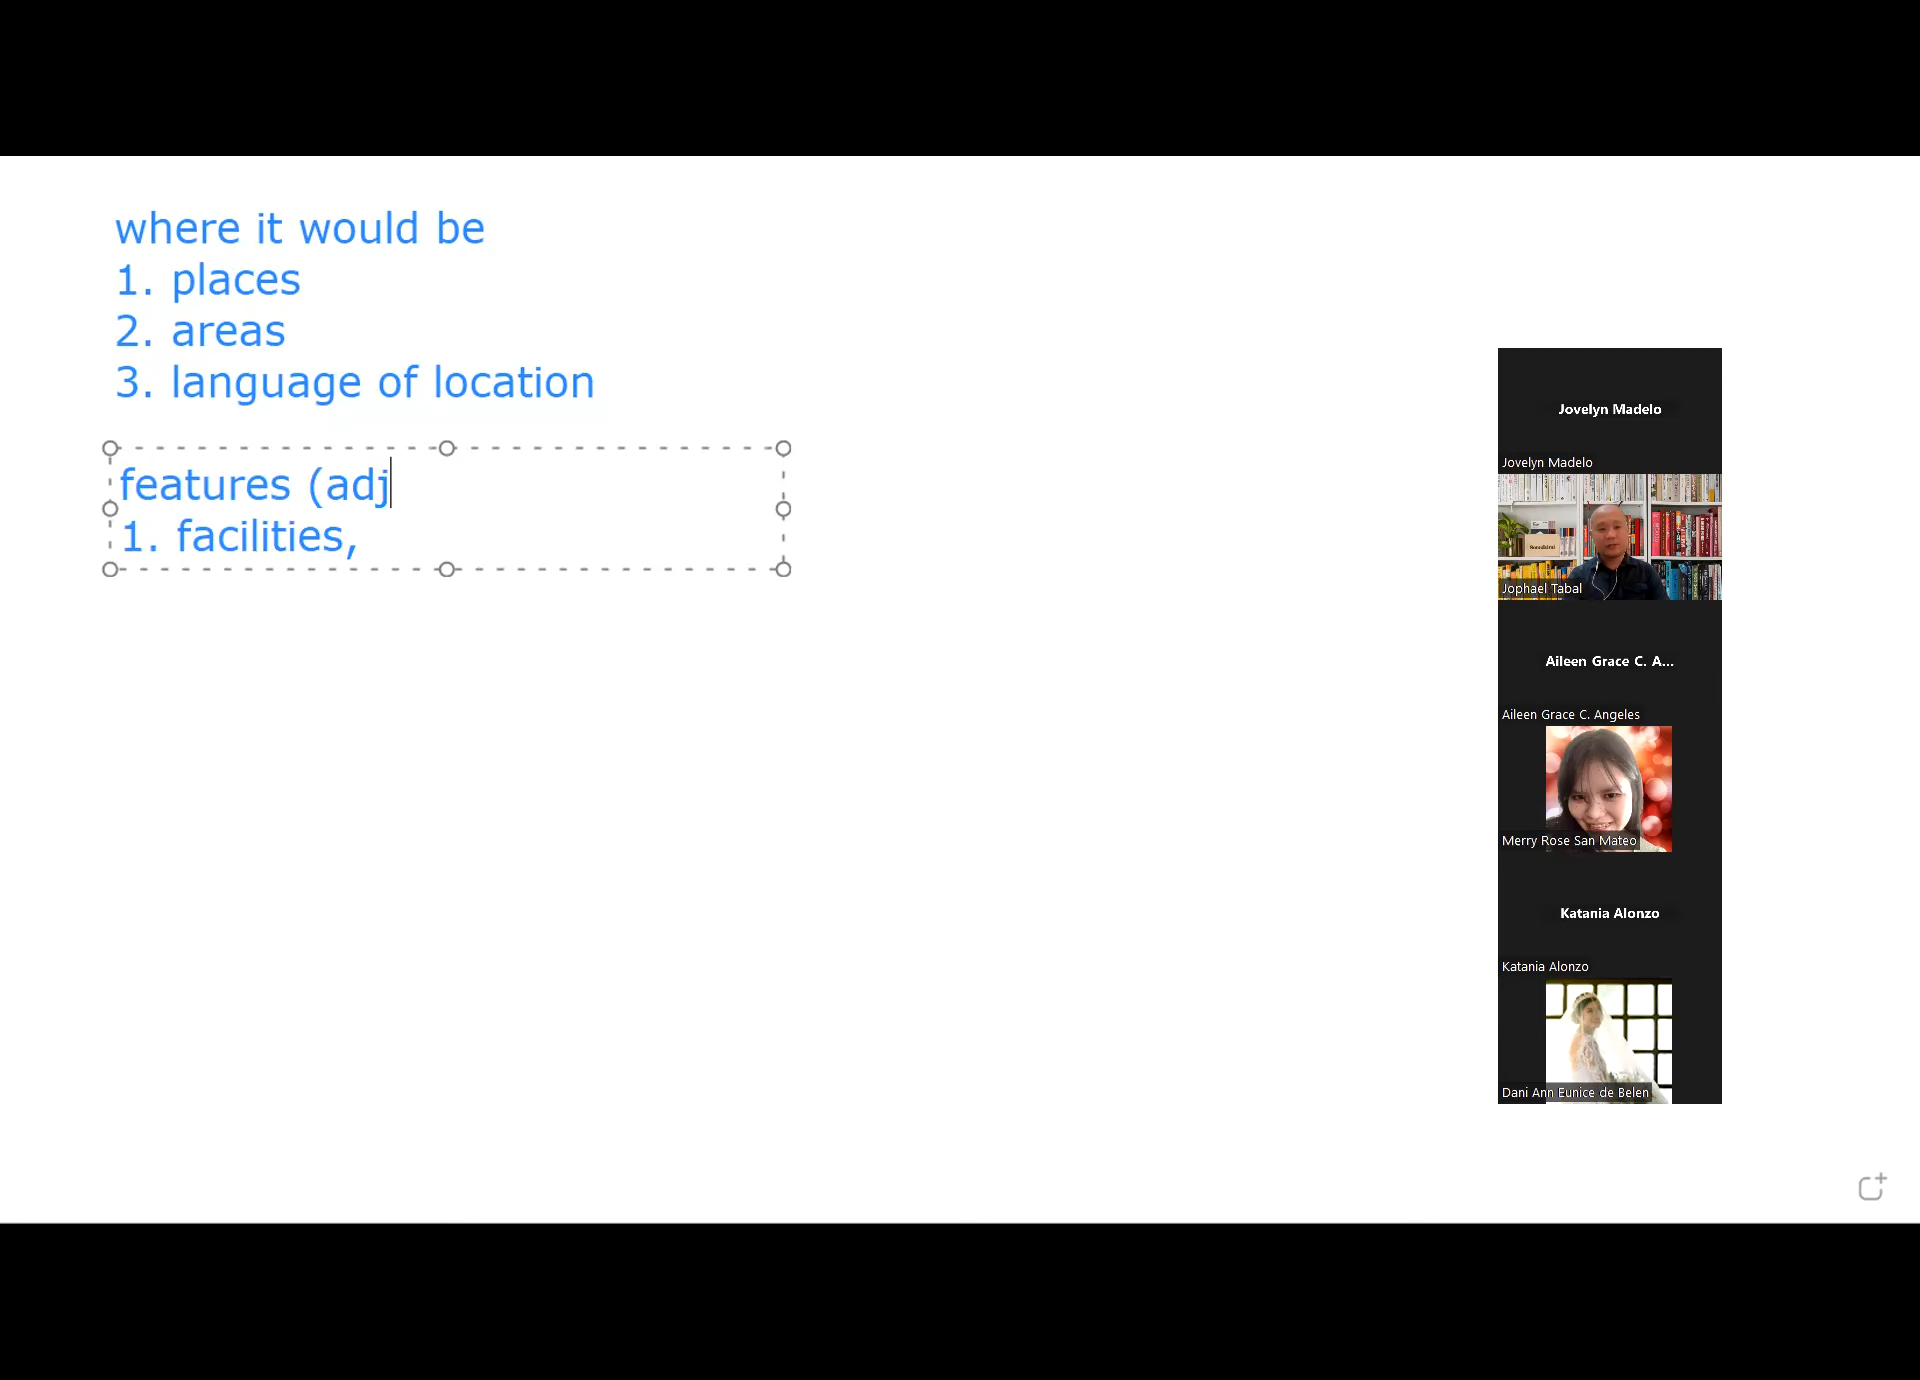 where it would be
1. places
2. areas
3. language of location
features (adj
1. facilities,
Jovelyn Madelo
Jovelyn Madelo
Jophael Tabal
Aileen Grace C. A...
Aileen Grace C. Angeles
Merry Rose San Mateo
Katania Alonzo
Katania Alonzo
Dani Ann Eunice de Belen